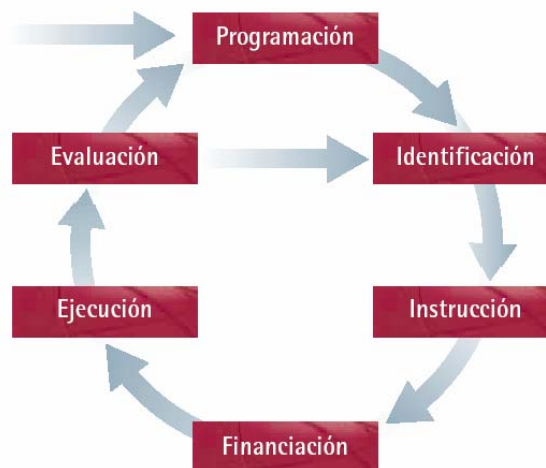 Programación
Evaluación
Identificación
Ejecución
Instrucción
Financiación